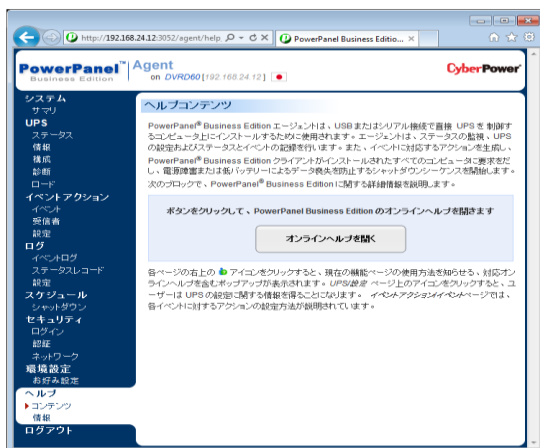 http://192.168.24.12:3052/agent/help
PowerPanel Business Editio...
PowerPanel™
Business Edition
Agent
on DVRD60 [192.168.24.12]
CyberPower®
システム
サマリ
UPS
ステータス
情報
構成
診断
ロード
イベントアクション
イベント
受信者
設定
ログ
イベントログ
ステータスレコード
設定
スケジュール
シャットダウン
セキュリティ
ログイン
認証
ネットワーク
環境設定
お好み設定
ヘルプ
コンテンツ
情報
ログアウト
ヘルプコンテンツ
PowerPanel® Business Edition エージェントは、USB またはシリアル接続で直接 UPS を 制御す
るコンピュータ上にインストールするために使用されます。エージェントは、ステータスの監視、UPS
の設定およびステータスとイベントの記録を行います。また、イベントに対応するアクションを生成し、
PowerPanel® Business Edition クライアントがインストールされたすべてのコンピュータに要求をだ
し、電源障害または低バッテリーによるデータ喪失を防止するシャットダウンシーケンスを開始します。
次のブロックで、PowerPanel® Business Edition に関する詳細情報を説明します。
ボタンをクリックして、PowerPanel Business Edition のオンラインヘルプを開きます
オンラインヘルプを開く
各ページの右上の アイコンをクリックすると、現在の機能ページの使用方法を知らせる、対応オン
ラインヘルプを含むポップアップが表示されます。UPS/設定 ページ上のアイコンをクリックすると、ユ
ーザーは UPS の設定に関する情報を得ることになります。 イベントアクション/イベントページでは、
各イベントに対するアクションの設定方法が説明されています。